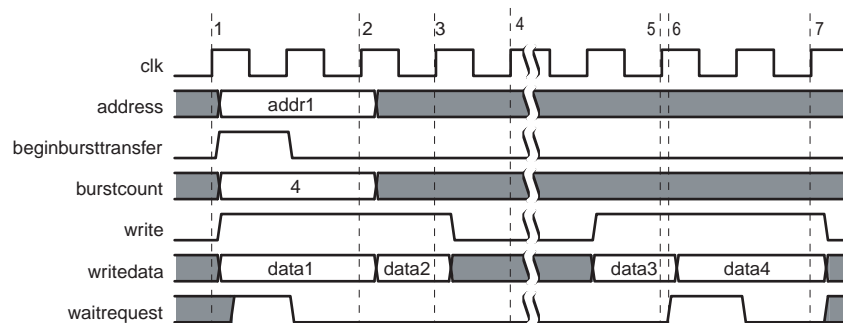 1 2 3 4 5 6 7
clk
address addr1
beginbursttransfer
burstcount 4
write
writedata data1 data2 data3 data4
waitrequest